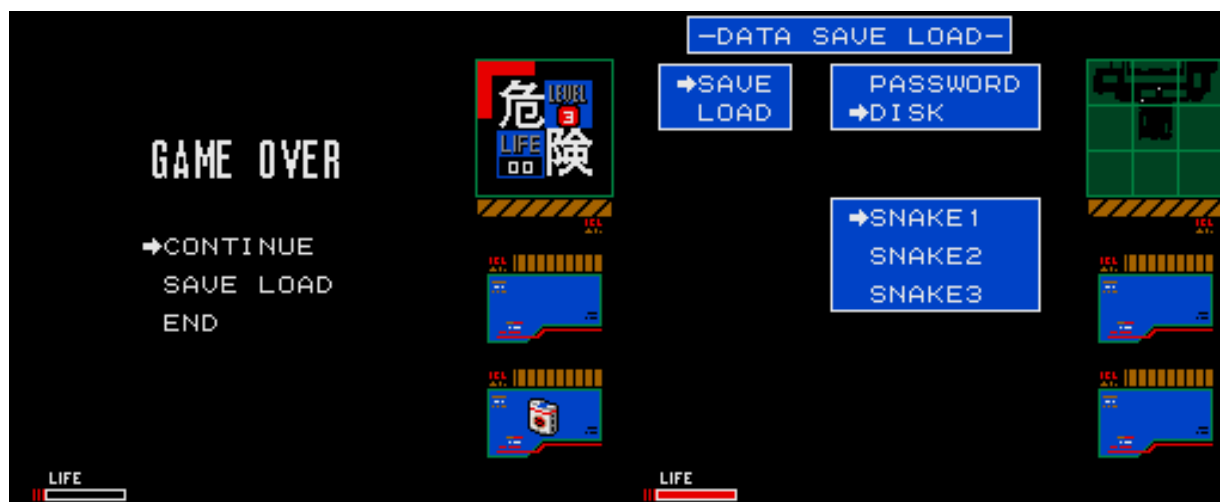 GAME OVER
➡CONTINUE
SAVE LOAD
END
危険
LEVEL
3
LIFE
00
LIFE
-DATA SAVE LOAD-
➡SAVE
LOAD
PASSWORD
➡DISK
➡SNAKE1
SNAKE2
SNAKE3
LIFE